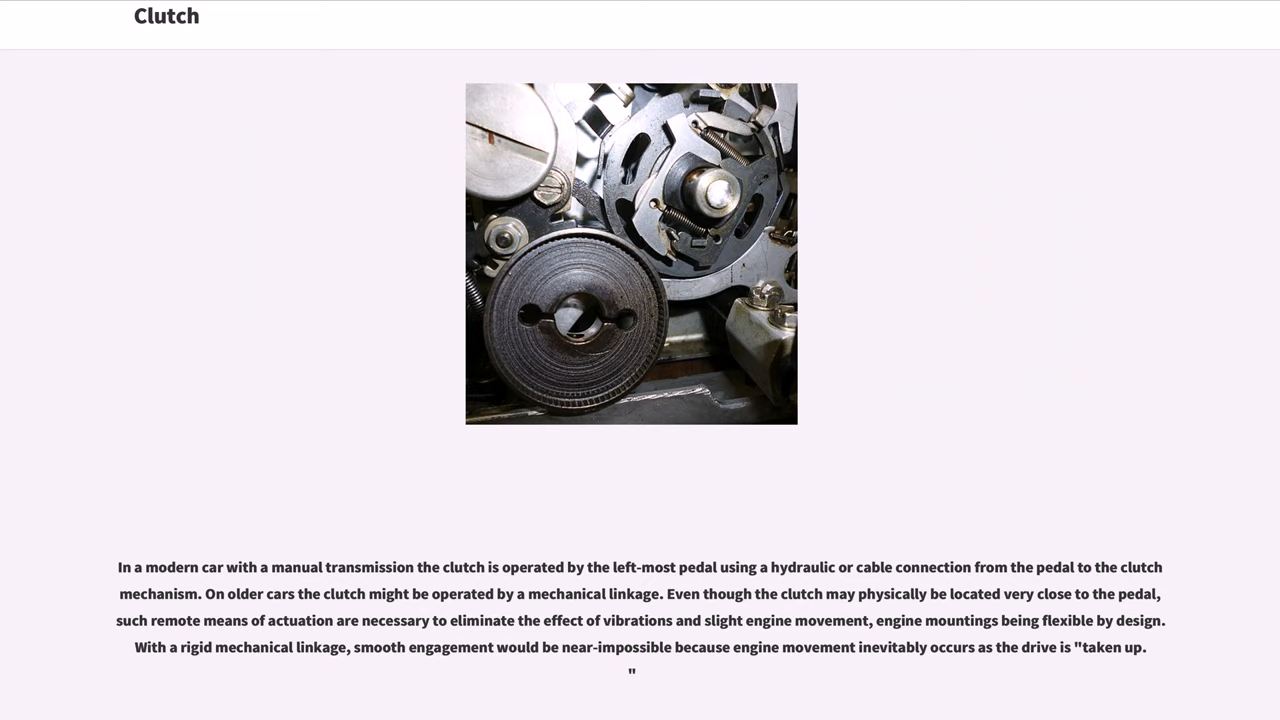 Clutch
In a modern car with a manual transmission the clutch is operated by the left-most pedal using a hydraulic or cable connection from the pedal to the clutch
mechanism. On older cars the clutch might be operated by a mechanical linkage. Even though the clutch may physically be located very close to the pedal,
such remote means of actuation are necessary to eliminate the effect of vibrations and slight engine movement, engine mountings being flexible by design.
With a rigid mechanical linkage, smooth engagement would be near-impossible because engine movement inevitably occurs as the drive is "taken up.
"